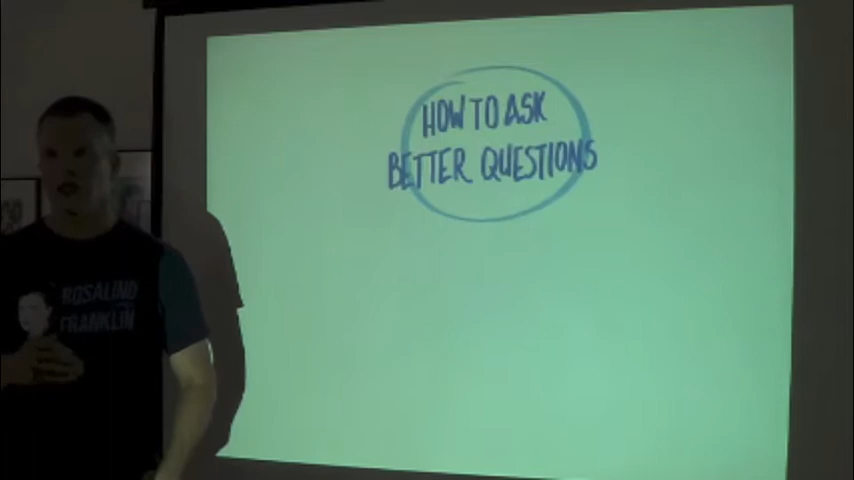 HOW TO ASK
BETTER QUESTIONS
ROSALIND
FRANKLIN